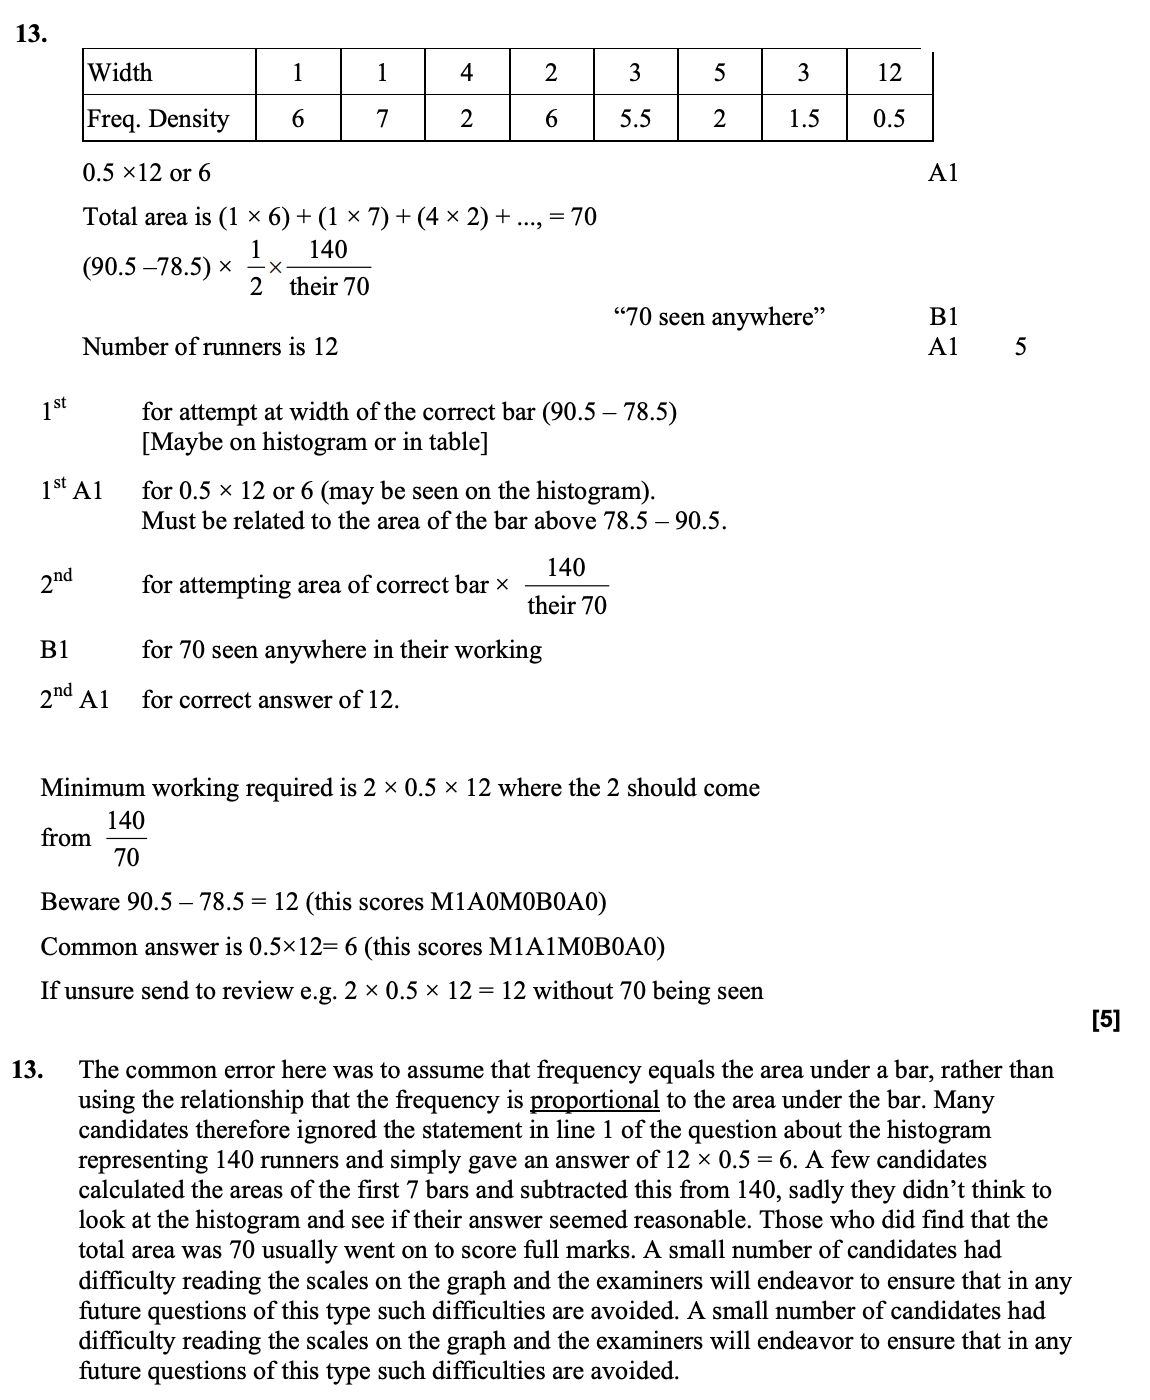 13.
Width 1 1 4 2 3 5 3 12
Freq. Density 6 7 2 6 5.5 2 1.5 0.5
0.5 ×12 or 6 A1
Total area is (1 × 6) + (1 × 7) + (4 × 2) + ..., = 70
(90.5 –78.5) × 1/2 × 140/their 70
“70 seen anywhere” B1
Number of runners is 12 A1 5
1st for attempt at width of the correct bar (90.5 – 78.5)
[Maybe on histogram or in table]
1st A1 for 0.5 × 12 or 6 (may be seen on the histogram).
Must be related to the area of the bar above 78.5 – 90.5.
2nd for attempting area of correct bar × 140/their 70
B1 for 70 seen anywhere in their working
2nd A1 for correct answer of 12.
Minimum working required is 2 × 0.5 × 12 where the 2 should come
from 140/70
Beware 90.5 – 78.5 = 12 (this scores M1A0M0B0A0)
Common answer is 0.5×12= 6 (this scores M1A1M0B0A0)
If unsure send to review e.g. 2 × 0.5 × 12 = 12 without 70 being seen
[5]
13. The common error here was to assume that frequency equals the area under a bar, rather than
using the relationship that the frequency is proportional to the area under the bar. Many
candidates therefore ignored the statement in line 1 of the question about the histogram
representing 140 runners and simply gave an answer of 12 × 0.5 = 6. A few candidates
calculated the areas of the first 7 bars and subtracted this from 140, sadly they didn’t think to
look at the histogram and see if their answer seemed reasonable. Those who did find that the
total area was 70 usually went on to score full marks. A small number of candidates had
difficulty reading the scales on the graph and the examiners will endeavor to ensure that in any
future questions of this type such difficulties are avoided. A small number of candidates had
difficulty reading the scales on the graph and the examiners will endeavor to ensure that in any
future questions of this type such difficulties are avoided.